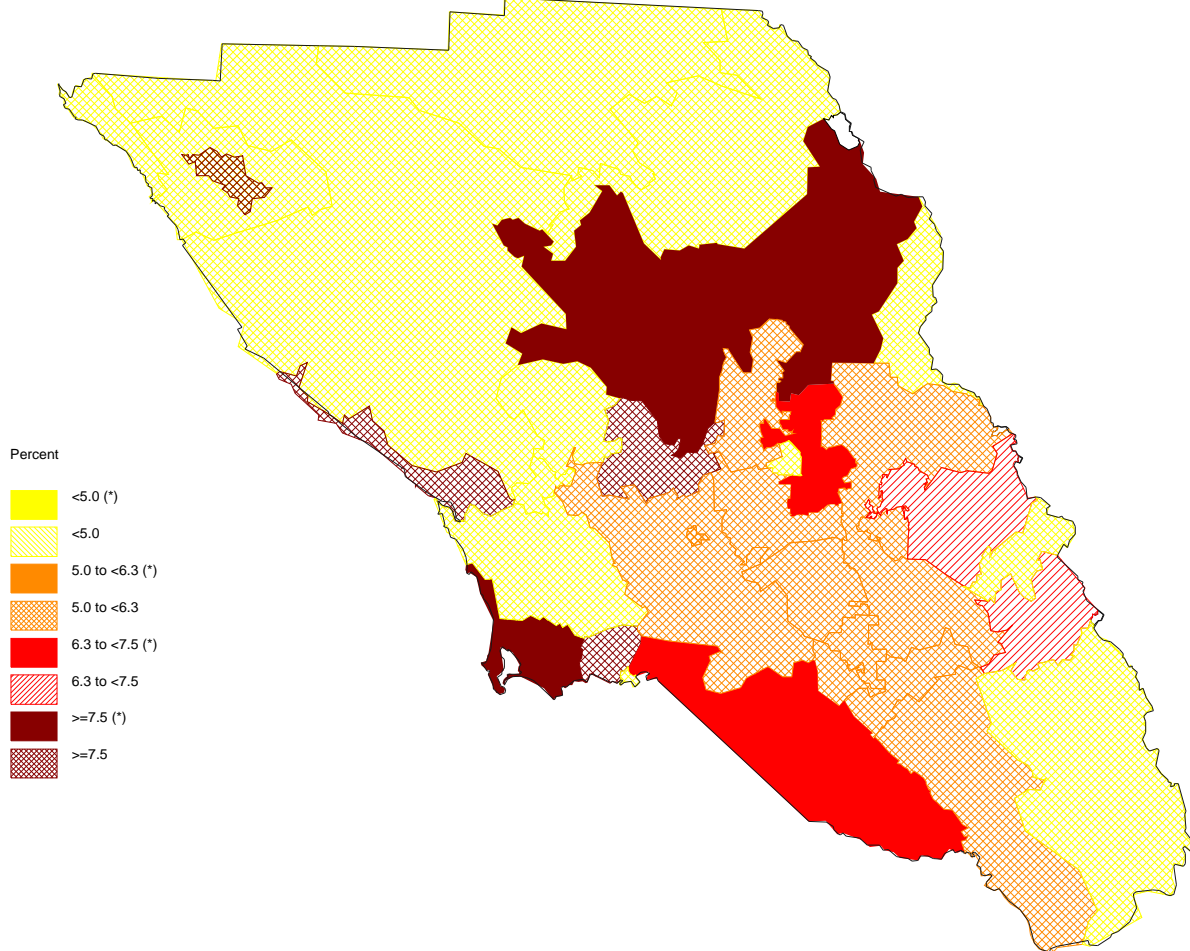 Percent
<5.0 (*)
<5.0
5.0 to <6.3 (*)
5.0 to <6.3
6.3 to <7.5 (*)
6.3 to <7.5
>=7.5 (*)
>=7.5